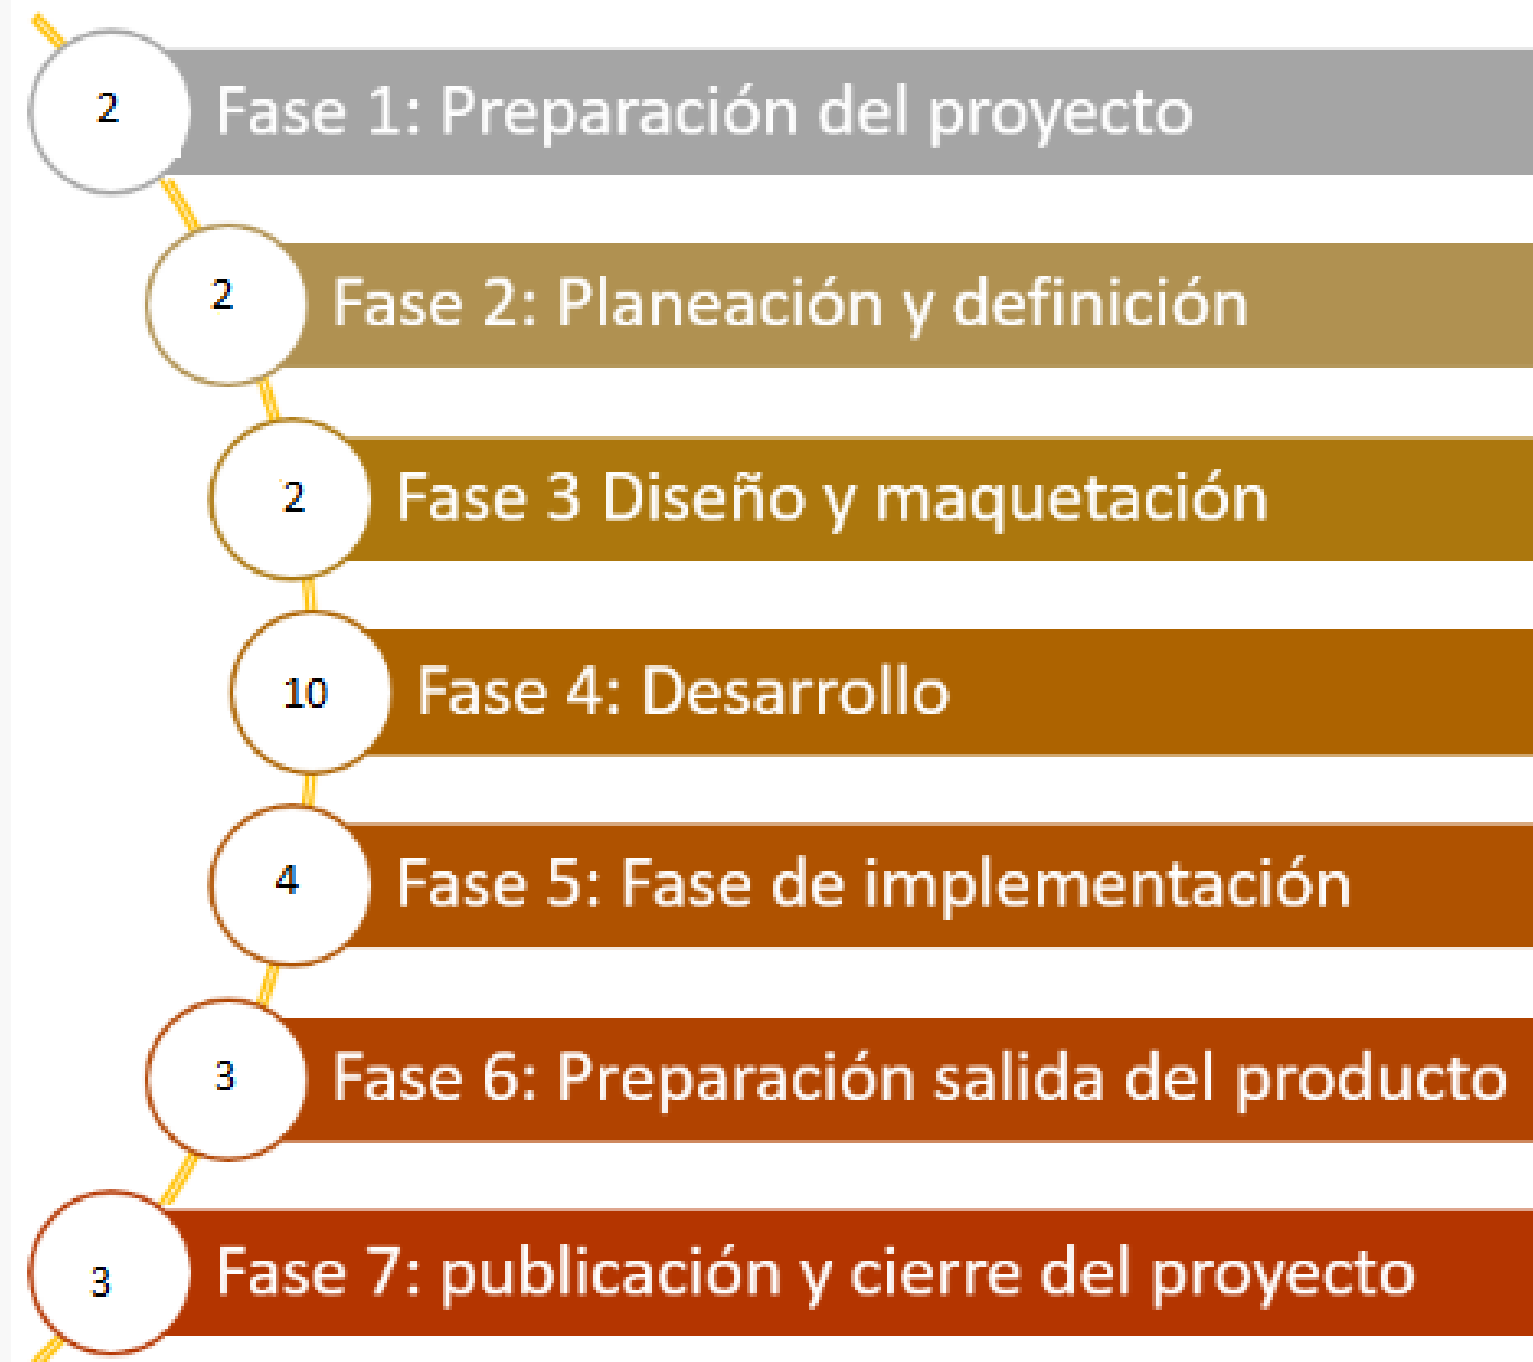 2
Fase 1: Preparación del proyecto
2
Fase 2: Planeación y definición
2
Fase 3 Diseño y maquetación
10
Fase 4: Desarrollo
4
Fase 5: Fase de implementación
3
Fase 6: Preparación salida del producto
3
Fase 7: publicación y cierre del proyecto